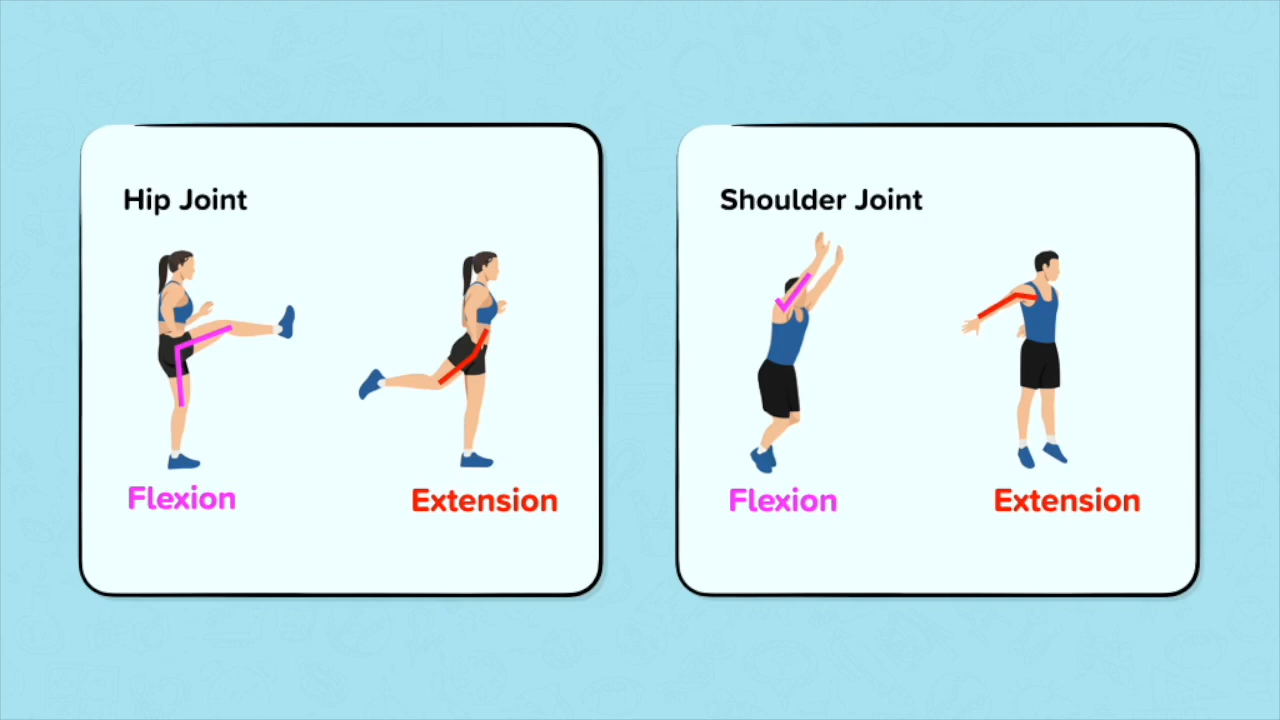 Hip Joint
Flexion
Extension
Shoulder Joint
Flexion
Extension